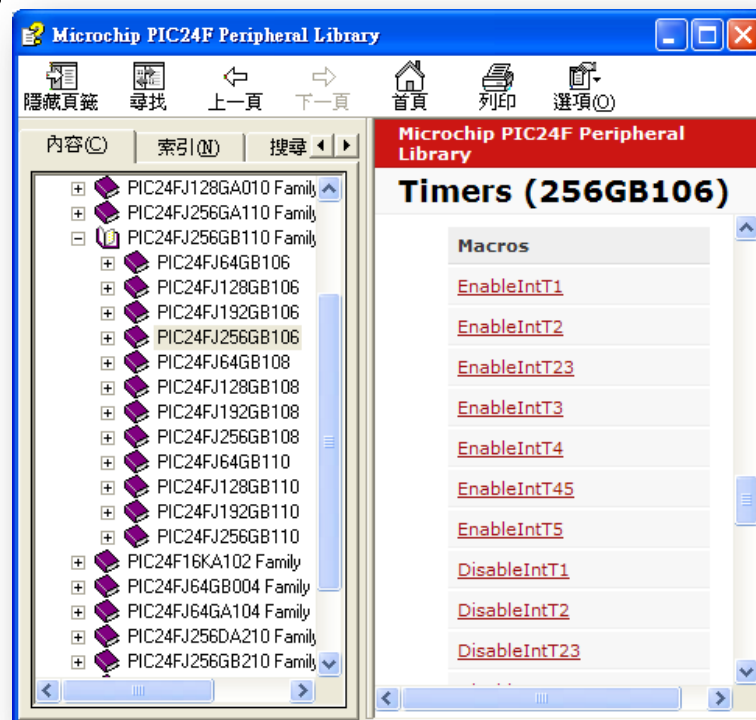 Microchip PIC24F Peripheral Library
隱藏頁籤 尋找 上一頁 下一頁 首頁 列印 選項(O)
內容(C) 索引(N) 搜尋
PIC24FJ128GA010 Family
PIC24FJ256GA110 Family
PIC24FJ256GB110 Family
PIC24FJ64GB106
PIC24FJ128GB106
PIC24FJ192GB106
PIC24FJ256GB106
PIC24FJ64GB108
PIC24FJ128GB108
PIC24FJ192GB108
PIC24FJ256GB108
PIC24FJ64GB110
PIC24FJ128GB110
PIC24FJ192GB110
PIC24FJ256GB110
PIC24F16KA102 Family
PIC24FJ64GB004 Family
PIC24FJ64GA104 Family
PIC24FJ256DA210 Family
PIC24FJ256GB210 Family
Microchip PIC24F Peripheral
Library
Timers (256GB106)
Macros
EnableIntT1
EnableIntT2
EnableIntT23
EnableIntT3
EnableIntT4
EnableIntT45
EnableIntT5
DisableIntT1
DisableIntT2
DisableIntT23